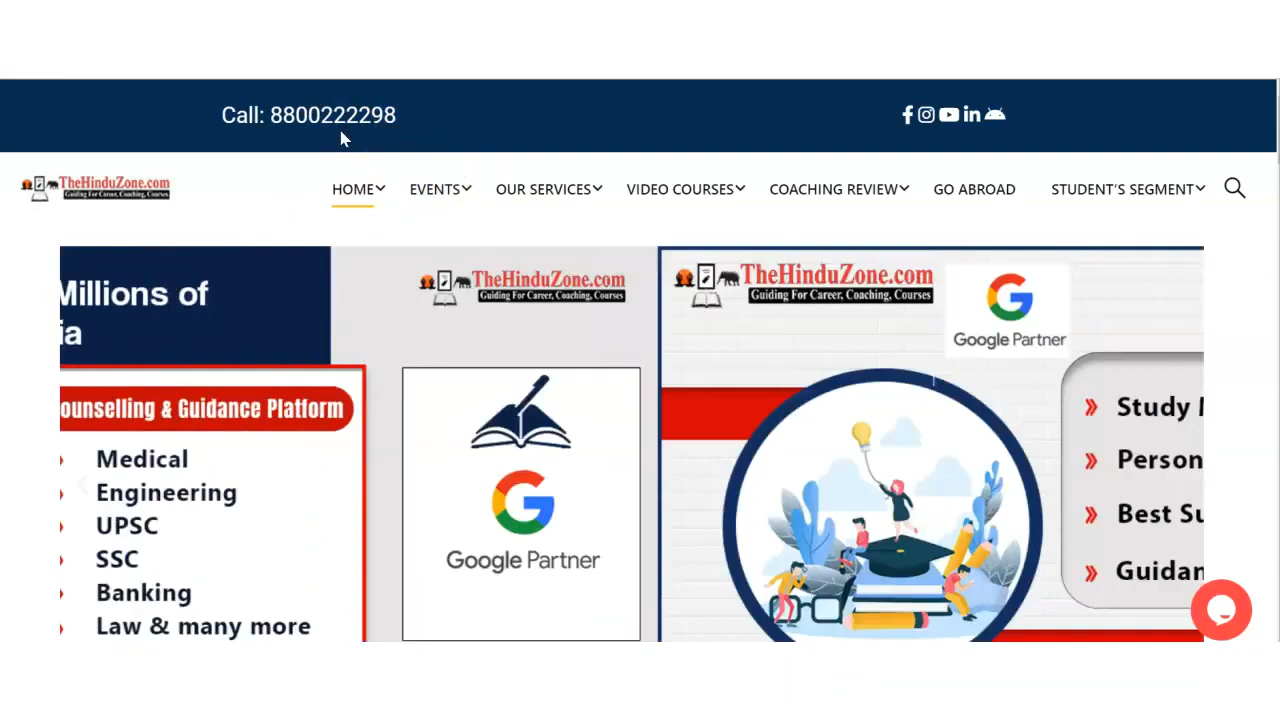 Call: 8800222298
TheHinduZone.com
Guiding For Career, Coaching, Courses
HOME EVENTS OUR SERVICES VIDEO COURSES COACHING REVIEW GO ABROAD STUDENT'S SEGMENT
Millions of
ia
ounselling & Guidance Platform
Medical
Engineering
UPSC
SSC
Banking
Law & many more
TheHinduZone.com
Guiding For Career, Coaching, Courses
Google Partner
TheHinduZone.com
Guiding For Career, Coaching, Courses
Google Partner
Study
Person
Best Su
Guidan